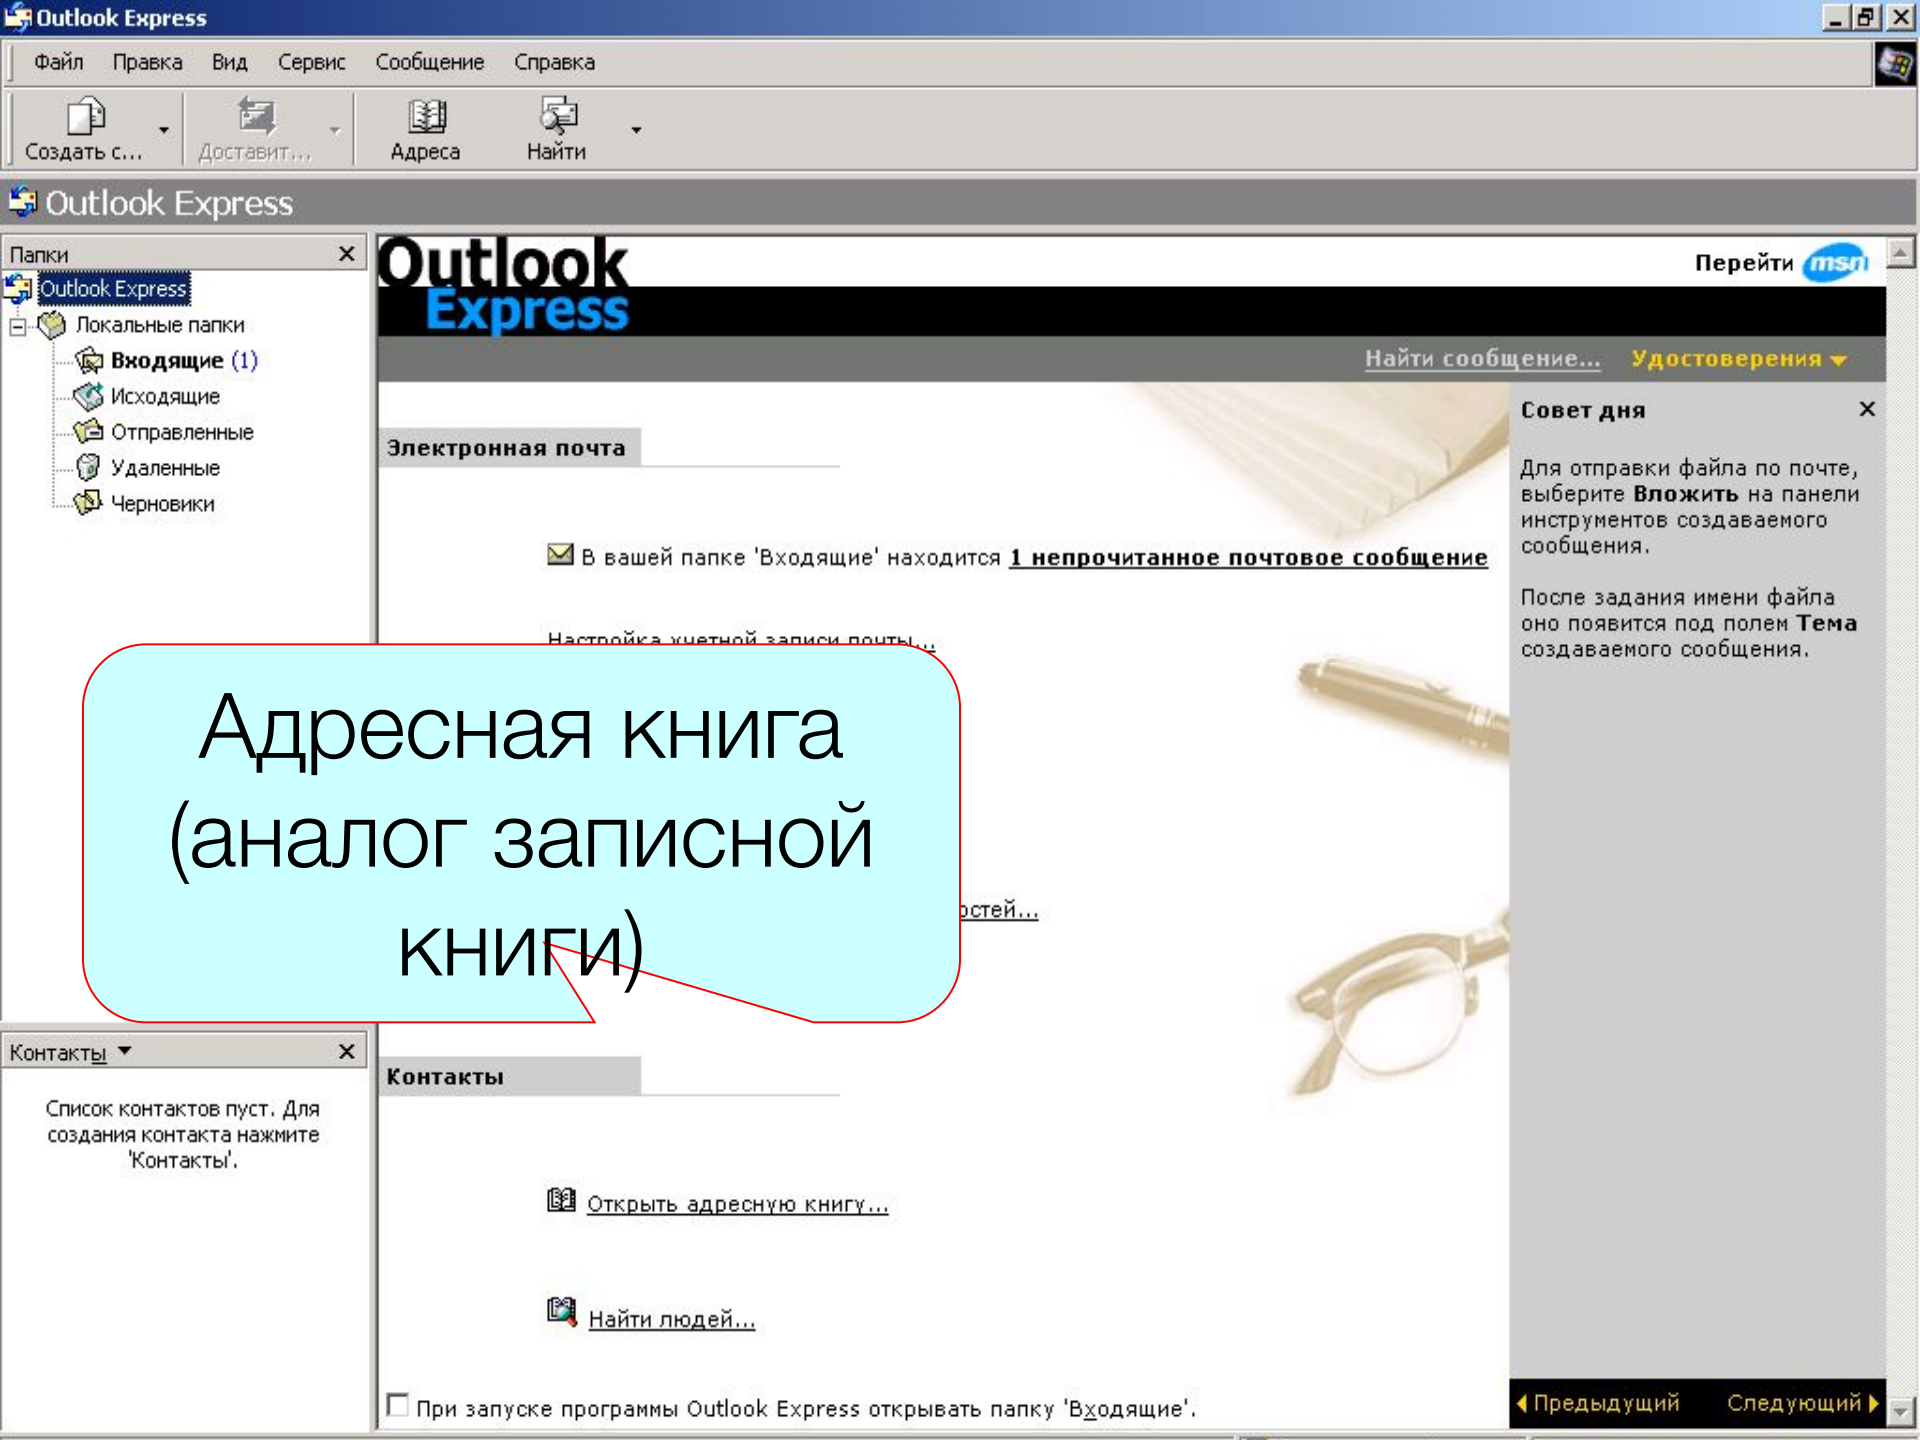 Outlook Express
Файл Правка Вид Сервис Сообщение Справка
Создать с... Доставит... Адреса Найти
Outlook Express
Папки
Outlook Express
Локальные папки
Входящие (1)
Исходящие
Отправленные
Удаленные
Черновики
Контакты
Список контактов пуст. Для
создания контакта нажмите
'Контакты'.
Outlook
Express
Перейти msn
Найти сообщение... Удостоверения
Электронная почта
В вашей папке 'Входящие' находится 1 непрочитанное почтовое сообщение
Настройка учетной записи почты...
Адресная книга
(аналог записной
книги)
остей...
Контакты
Открыть адресную книгу...
Найти людей...
При запуске программы Outlook Express открывать папку 'Входящие'.
Совет дня
Для отправки файла по почте,
выберите Вложить на панели
инструментов создаваемого
сообщения.
После задания имени файла
оно появится под полем Тема
создаваемого сообщения.
Предыдущий Следующий